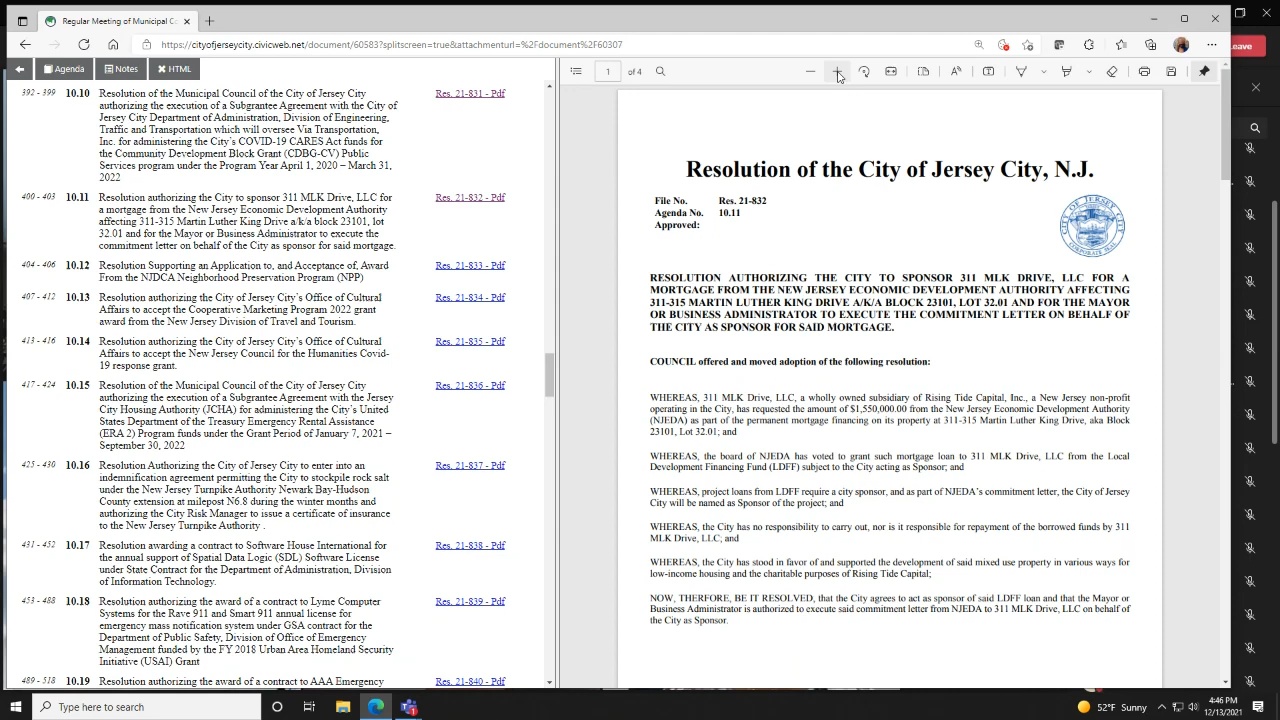 Regular Meeting of Municipal Co
https://cityofjerseycity.civicweb.net/document/60583?splitscreen=true&attachmenturl=%2Fdocument%2F60307
eave
Agenda
Notes
HTML
1 of 4
392 - 399 10.10 Resolution of the Municipal Council of the City of Jersey City Res. 21-831 - Pdf
authorizing the execution of a Subgrantee Agreement with the City of
Jersey City Department of Administration, Division of Engineering,
Traffic and Transportation which will oversee Via Transportation,
Inc. for administering the City's COVID-19 CARES Act funds for
the Community Development Block Grant (CDBG-CV) Public
Services program under the Program Year April 1, 2020 – March 31,
2022
400 - 403 10.11 Resolution authorizing the City to sponsor 311 MLK Drive, LLC for Res. 21-832 - Pdf
a mortgage from the New Jersey Economic Development Authority
affecting 311-315 Martin Luther King Drive a/k/a block 23101, lot
32.01 and for the Mayor or Business Administrator to execute the
commitment letter on behalf of the City as sponsor for said mortgage.
404 - 406 10.12 Resolution Supporting an Application to, and Acceptance of, Award Res. 21-833 - Pdf
From the NJDCA Neighborhood Preservation Program (NPP)
407 - 412 10.13 Resolution authorizing the City of Jersey City's Office of Cultural Res. 21-834 - Pdf
Affairs to accept the Cooperative Marketing Program 2022 grant
award from the New Jersey Division of Travel and Tourism.
413 - 416 10.14 Resolution authorizing the City of Jersey City's Office of Cultural Res. 21-835 - Pdf
Affairs to accept the New Jersey Council for the Humanities Covid-
19 response grant.
417 - 424 10.15 Resolution of the Municipal Council of the City of Jersey City Res. 21-836 - Pdf
authorizing the execution of a Subgrantee Agreement with the Jersey
City Housing Authority (JCHA) for administering the City's United
States Department of the Treasury Emergency Rental Assistance
(ERA 2) Program funds under the Grant Period of January 7, 2021 –
September 30, 2022
425 - 430 10.16 Resolution Authorizing the City of Jersey City to enter into an Res. 21-837 - Pdf
indemnification agreement permitting the City to stockpile rock salt
under the New Jersey Turnpike Authority Newark Bay-Hudson
County extension at milepost N6.8 during the winter months and
authorizing the City Risk Manager to issue a certificate of insurance
to the New Jersey Turnpike Authority .
431 - 452 10.17 Resolution awarding a contract to Software House International for Res. 21-838 - Pdf
the annual support of Spatial Data Logic (SDL) Software License
under State Contract for the Department of Administration, Division
of Information Technology.
453 - 488 10.18 Resolution authorizing the award of a contract to Lyme Computer Res. 21-839 - Pdf
Systems for the Rave 911 and Smart 911 annual license for
emergency mass notification system under GSA contract for the
Department of Public Safety, Division of Office of Emergency
Management funded by the FY 2018 Urban Area Homeland Security
Initiative (USAI) Grant
489 - 518 10.19 Resolution authorizing the award of a contract to AAA Emergency Res. 21-840 - Pdf
Resolution of the City of Jersey City, N.J.
File No. Res. 21-832
Agenda No. 10.11
Approved:
RESOLUTION AUTHORIZING THE CITY TO SPONSOR 311 MLK DRIVE, LLC FOR A
MORTGAGE FROM THE NEW JERSEY ECONOMIC DEVELOPMENT AUTHORITY AFFECTING
311-315 MARTIN LUTHER KING DRIVE A/K/A BLOCK 23101, LOT 32.01 AND FOR THE MAYOR
OR BUSINESS ADMINISTRATOR TO EXECUTE THE COMMITMENT LETTER ON BEHALF OF
THE CITY AS SPONSOR FOR SAID MORTGAGE.
COUNCIL offered and moved adoption of the following resolution:
WHEREAS, 311 MLK Drive, LLC, a wholly owned subsidiary of Rising Tide Capital, Inc., a New Jersey non-profit
operating in the City, has requested the amount of $1,550,000.00 from the New Jersey Economic Development Authority
(NJEDA) as part of the permanent mortgage financing on its property at 311-315 Martin Luther King Drive, aka Block
23101, Lot 32.01; and
WHEREAS, the board of NJEDA has voted to grant such mortgage loan to 311 MLK Drive, LLC from the Local
Development Financing Fund (LDFF) subject to the City acting as Sponsor; and
WHEREAS, project loans from LDFF require a city sponsor, and as part of NJEDA's commitment letter, the City of Jersey
City will be named as Sponsor of the project; and
WHEREAS, the City has no responsibility to carry out, nor is it responsible for repayment of the borrowed funds by 311
MLK Drive, LLC; and
WHEREAS, the City has stood in favor of and supported the development of said mixed use property in various ways for
low-income housing and the charitable purposes of Rising Tide Capital;
NOW, THERFORE, BE IT RESOLVED, that the City agrees to act as sponsor of said LDFF loan and that the Mayor or
Business Administrator is authorized to execute said commitment letter from NJEDA to 311 MLK Drive, LLC on behalf of
the City as Sponsor.
Type here to search
52°F Sunny
4:46 PM
12/13/2021